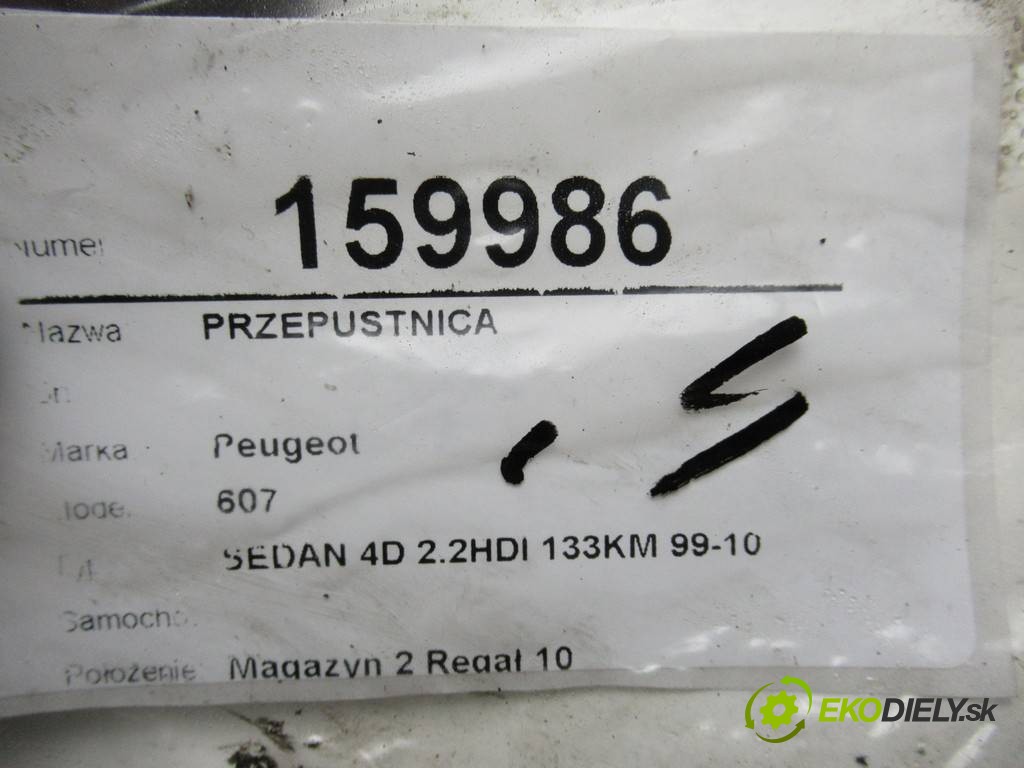 159986
Nazwa PRZEPUSTNICA
Marka Peugeot
607
SEDAN 4D 2.2HDI 133KM 99-10
Położenie Magazyn 2 Regał 10
EKODIELY.sk